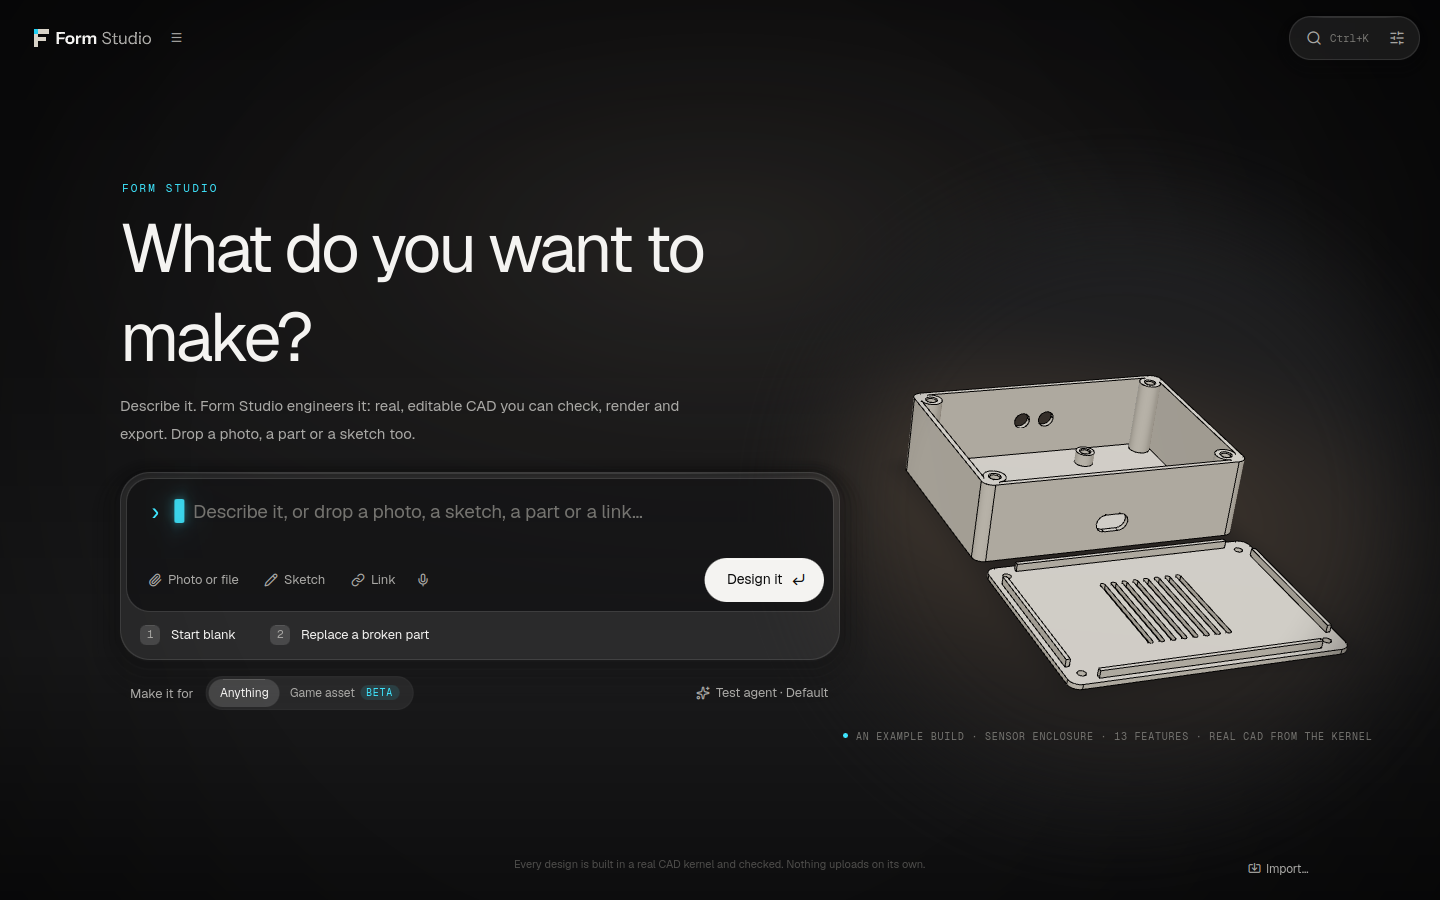 Form Studio
Ctrl+K
FORM STUDIO
What do you want to
make?
Describe it. Form Studio engineers it: real, editable CAD you can check, render and
export. Drop a photo, a part or a sketch too.
Describe it, or drop a photo, a sketch, a part or a link...
Photo or file
Sketch
Link
Design it
1 Start blank
2 Replace a broken part
Make it for
Anything
Game asset BETA
Test agent · Default
AN EXAMPLE BUILD · SENSOR ENCLOSURE · 13 FEATURES · REAL CAD FROM THE KERNEL
Every design is built in a real CAD kernel and checked. Nothing uploads on its own.
Import...